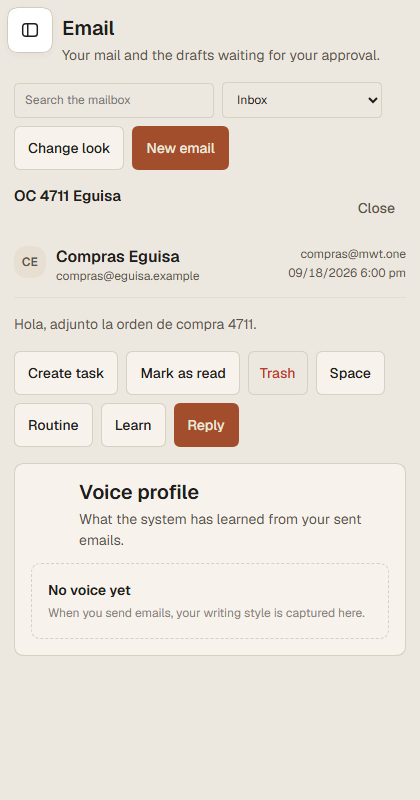 Email
Your mail and the drafts waiting for your approval.
Search the mailbox
Inbox
Change look
New email
OC 4711 Eguisa
Close
CE
Compras Eguisa
compras@eguisa.example
compras@mwt.one
09/18/2026 6:00 pm
Hola, adjunto la orden de compra 4711.
Create task
Mark as read
Trash
Space
Routine
Learn
Reply
Voice profile
What the system has learned from your sent
emails.
No voice yet
When you send emails, your writing style is captured here.